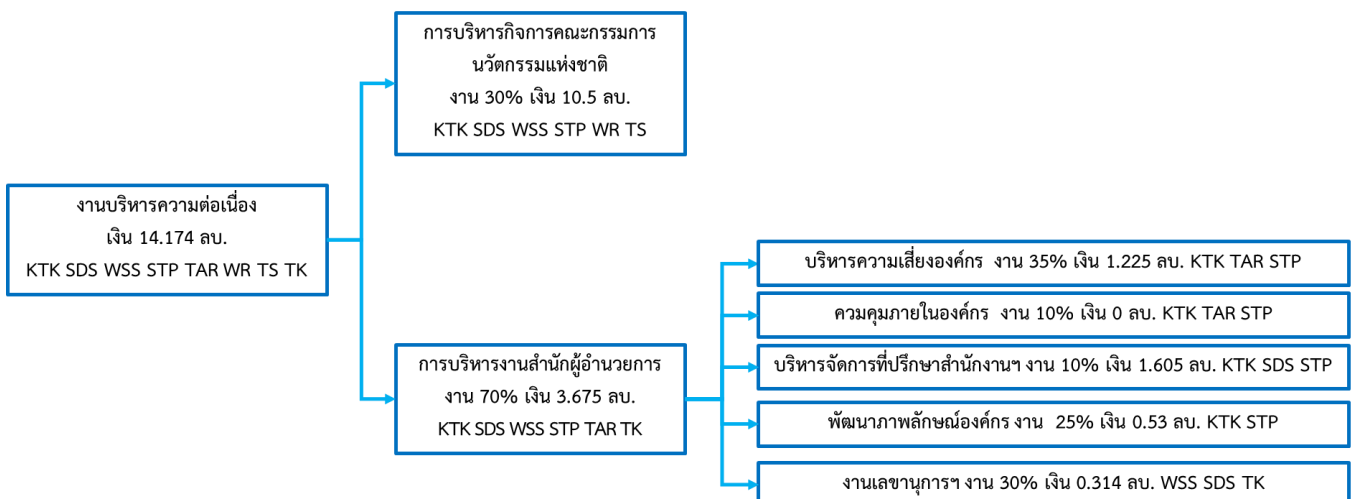 การบริหารกิจการคณะกรรมการ
นวัตกรรมแห่งชาติ
งาน 30% เงิน 10.5 ลบ.
KTK SDS WSS STP WR TS
งานบริหารความต่อเนื่อง
เงิน 14.174 ลบ.
KTK SDS WSS STP TAR WR TS TK
การบริหารงานสำนักผู้อำนวยการ
งาน 70% เงิน 3.675 ลบ.
KTK SDS WSS STP TAR TK
บริหารความเสี่ยงองค์กร งาน 35% เงิน 1.225 ลบ. KTK TAR STP
ควมคุมภายในองค์กร งาน 10% เงิน 0 ลบ. KTK TAR STP
บริหารจัดการที่ปรึกษาสำนักงานฯ งาน 10% เงิน 1.605 ลบ. KTK SDS STP
พัฒนาภาพลักษณ์องค์กร งาน 25% เงิน 0.53 ลบ. KTK STP
งานเลขานุการฯ งาน 30% เงิน 0.314 ลบ. WSS SDS TK